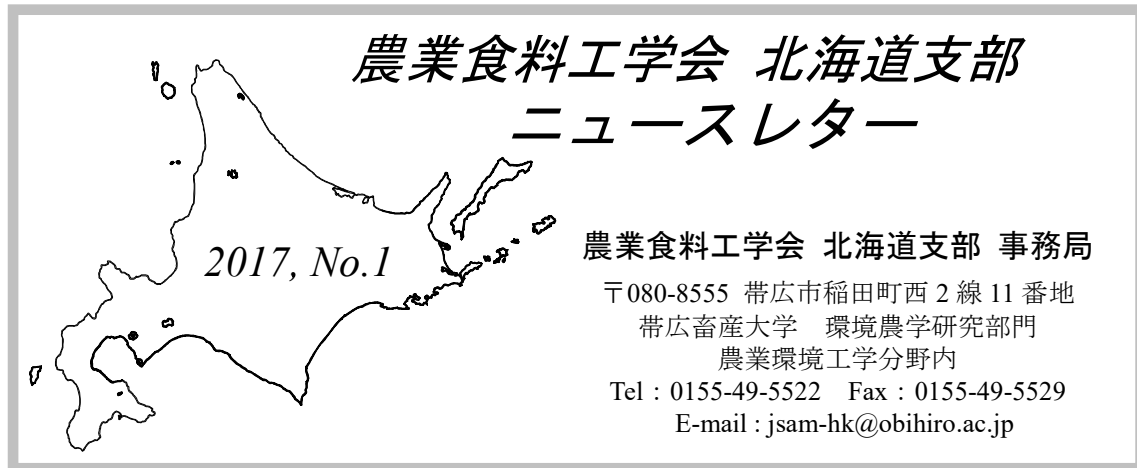 農業食料工学会 北海道支部
ニュースレター
2017, No.1
農業食料工学会 北海道支部 事務局
〒080-8555 帯広市稲田町西 2 線 11 番地
帯広畜産大学 環境農学研究部門
農業環境工学分野内
Tel：0155-49-5522 Fax：0155-49-5529
E-mail : jsam-hk@obihiro.ac.jp